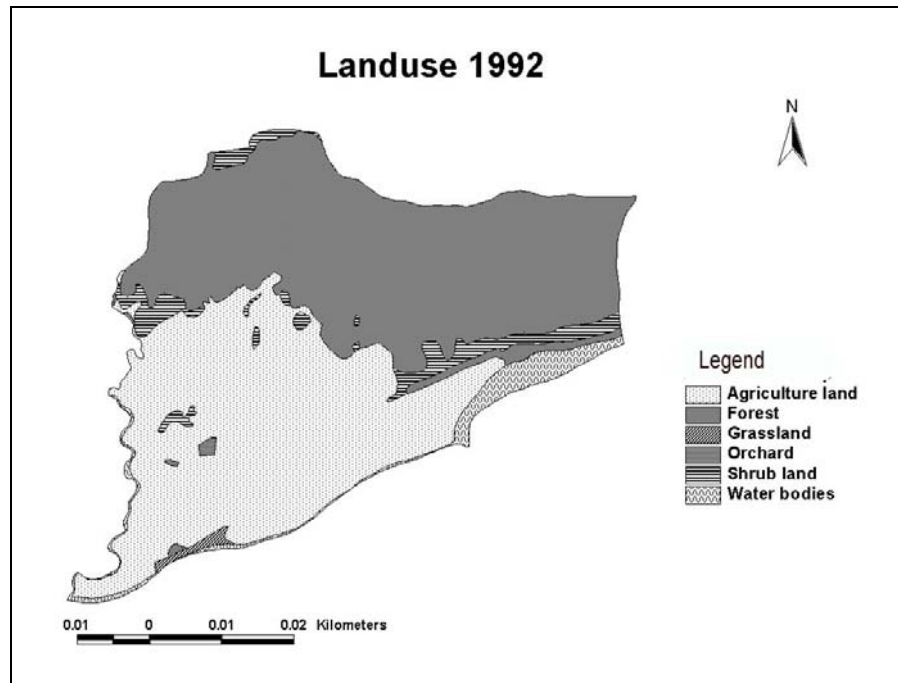 Landuse 1992
N
Legend
Agriculture land
Forest
Grassland
Orchard
Shrub land
Water bodies
0.01 0 0.01 0.02 Kilometers